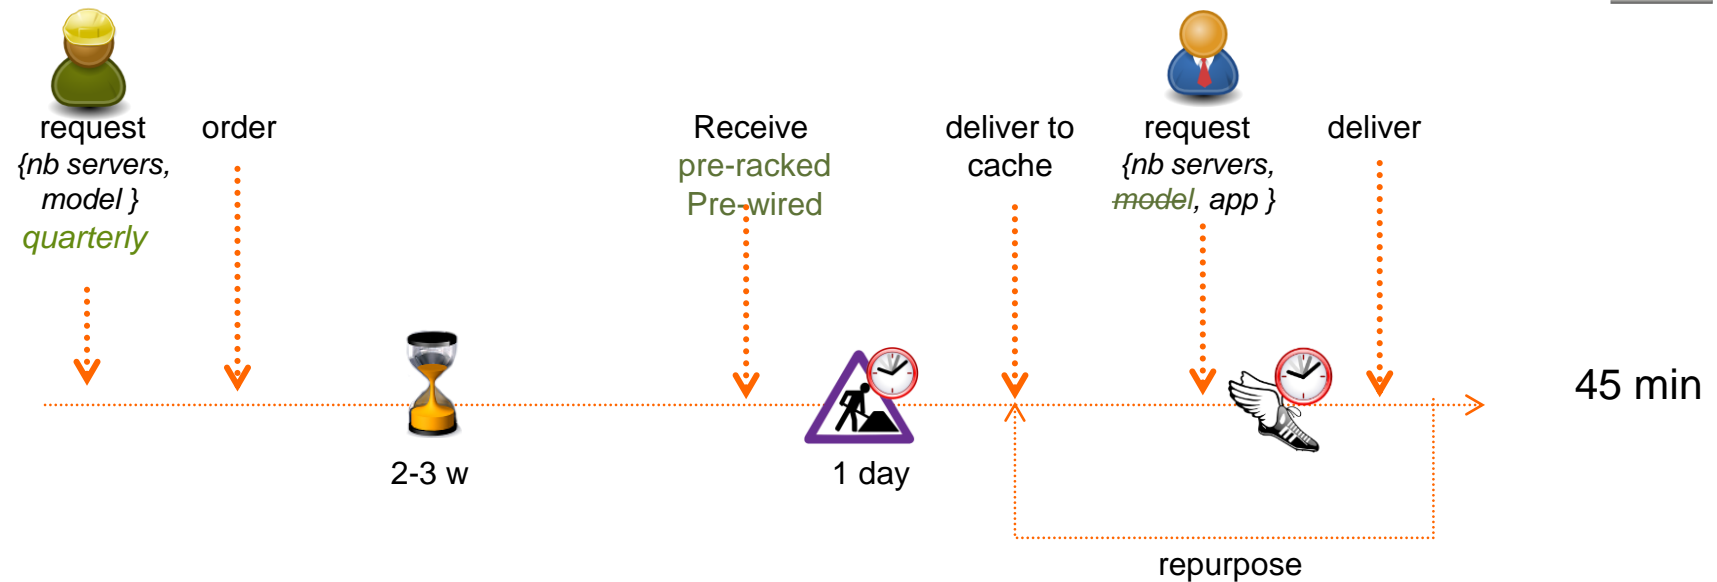 request
{nb servers,
model }
quarterly
order
2-3 w
Receive
pre-racked
Pre-wired
1 day
deliver to
cache
request
{nb servers,
model, app }
deliver
45 min
repurpose